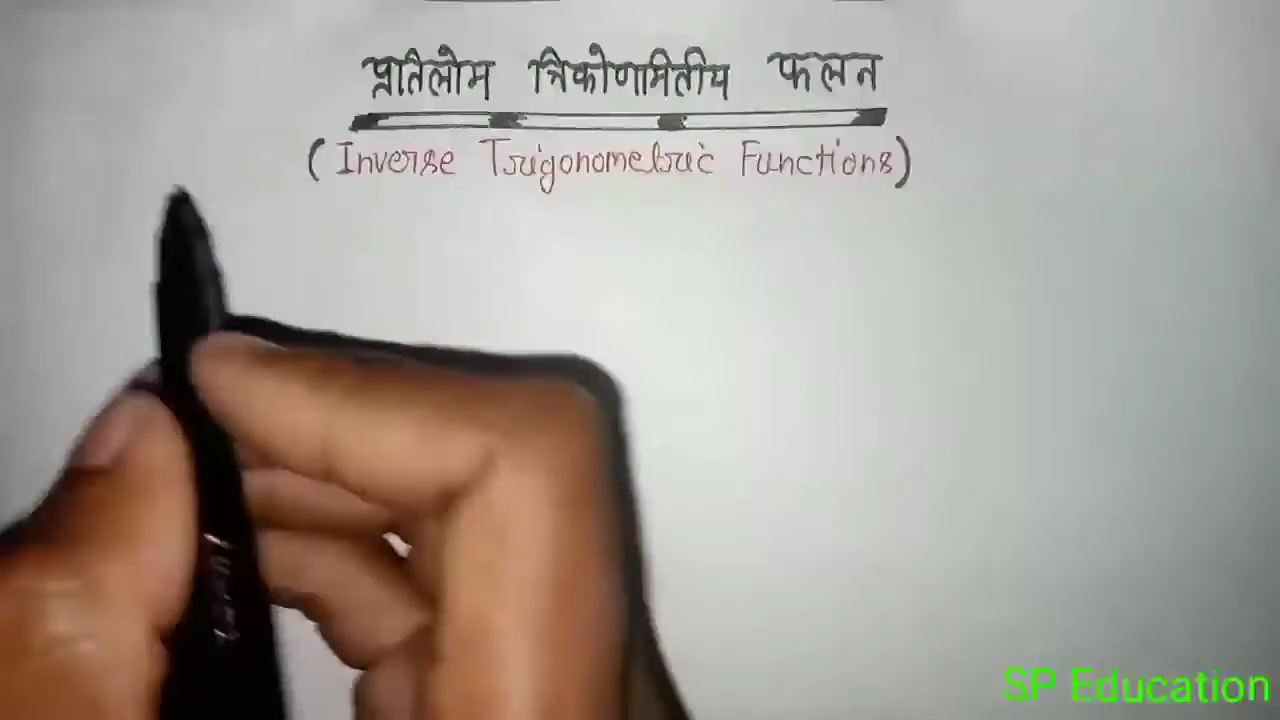 प्रतिलोम त्रिकोणमितीय फलन
(Inverse Trigonometric Functions)
SP Education